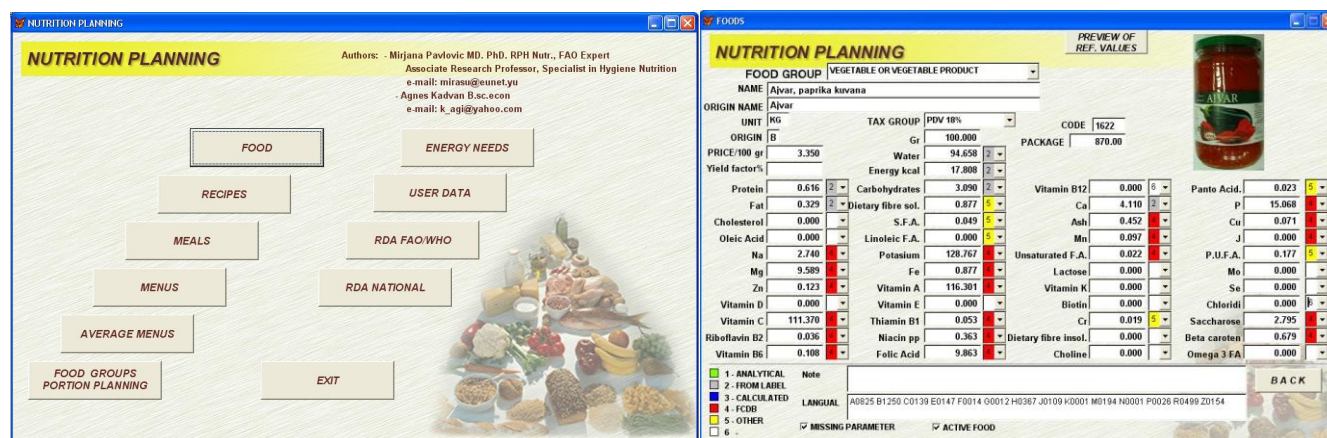 NUTRITION PLANNING
NUTRITION PLANNING
Authors: - Mirjana Pavlovic MD. PhD. RPH Nutr., FAO Expert
Associate Research Professor, Specialist in Hygiene Nutrition
e-mail: mirasu@eunet.yu
- Agnes Kadvan B.sc.econ
e-mail: k_agi@yahoo.com
FOOD ENERGY NEEDS
RECIPES USER DATA
MEALS RDA FAO/WHO
MENUS RDA NATIONAL
AVERAGE MENUS
FOOD GROUPS
PORTION PLANNING
EXIT
FOODS
NUTRITION PLANNING
PREVIEW OF
REF. VALUES
FOOD GROUP VEGETABLE OR VEGETABLE PRODUCT
NAME Ajvar, paprika kuvana
ORIGIN NAME Ajvar
UNIT KG TAX GROUP PDV 18% CODE 1622
ORIGIN B Gr 100.000 PACKAGE 870.00
PRICE/100 gr 3.350 Water 94.658 2
Yield factor% Energy kcal 17.808 2
Protein 0.616 2 Carbohydrates 3.090 2 Vitamin B12 0.000 6 Panto Acid. 0.023 5
Fat 0.329 2 Dietary fibre sol. 0.877 5 Ca 4.110 2 P 15.068 4
Cholesterol 0.000 S.F.A. 0.049 5 Ash 0.452 4 Cu 0.071 4
Oleic Acid 0.000 Linoleic F.A. 0.000 5 Mn 0.097 4 J 0.000 4
Na 2.740 4 Potasium 128.767 4 Unsaturated F.A. 0.022 4 P.U.F.A. 0.177 5
Mg 9.589 4 Fe 0.877 4 Lactose 0.000 Mo 0.000
Zn 0.123 4 Vitamin A 116.301 4 Vitamin K 0.000 Se 0.000
Vitamin D 0.000 Vitamin E 0.000 Biotin 0.000 Chloridi 0.000 6
Vitamin C 111.370 4 Thiamin B1 0.053 4 Cr 0.019 5 Saccharose 2.795 4
Riboflavin B2 0.036 4 Niacin pp 0.363 4 Dietary fibre insol. 0.000 Beta caroten 0.679 4
Vitamin B6 0.108 4 Folic Acid 9.863 4 Choline 0.000 Omega 3 FA 0.000
1 - ANALYTICAL
2 - FROM LABEL
3 - CALCULATED
4 - FCDB
5 - OTHER
6 -
Note
LANGUAL A0825 B1250 C0139 E0147 F0014 G0012 H0367 J0109 K0001 M0194 N0001 P0026 R0499 Z0154
MISSING PARAMETER ACTIVE FOOD
BACK
AJVAR